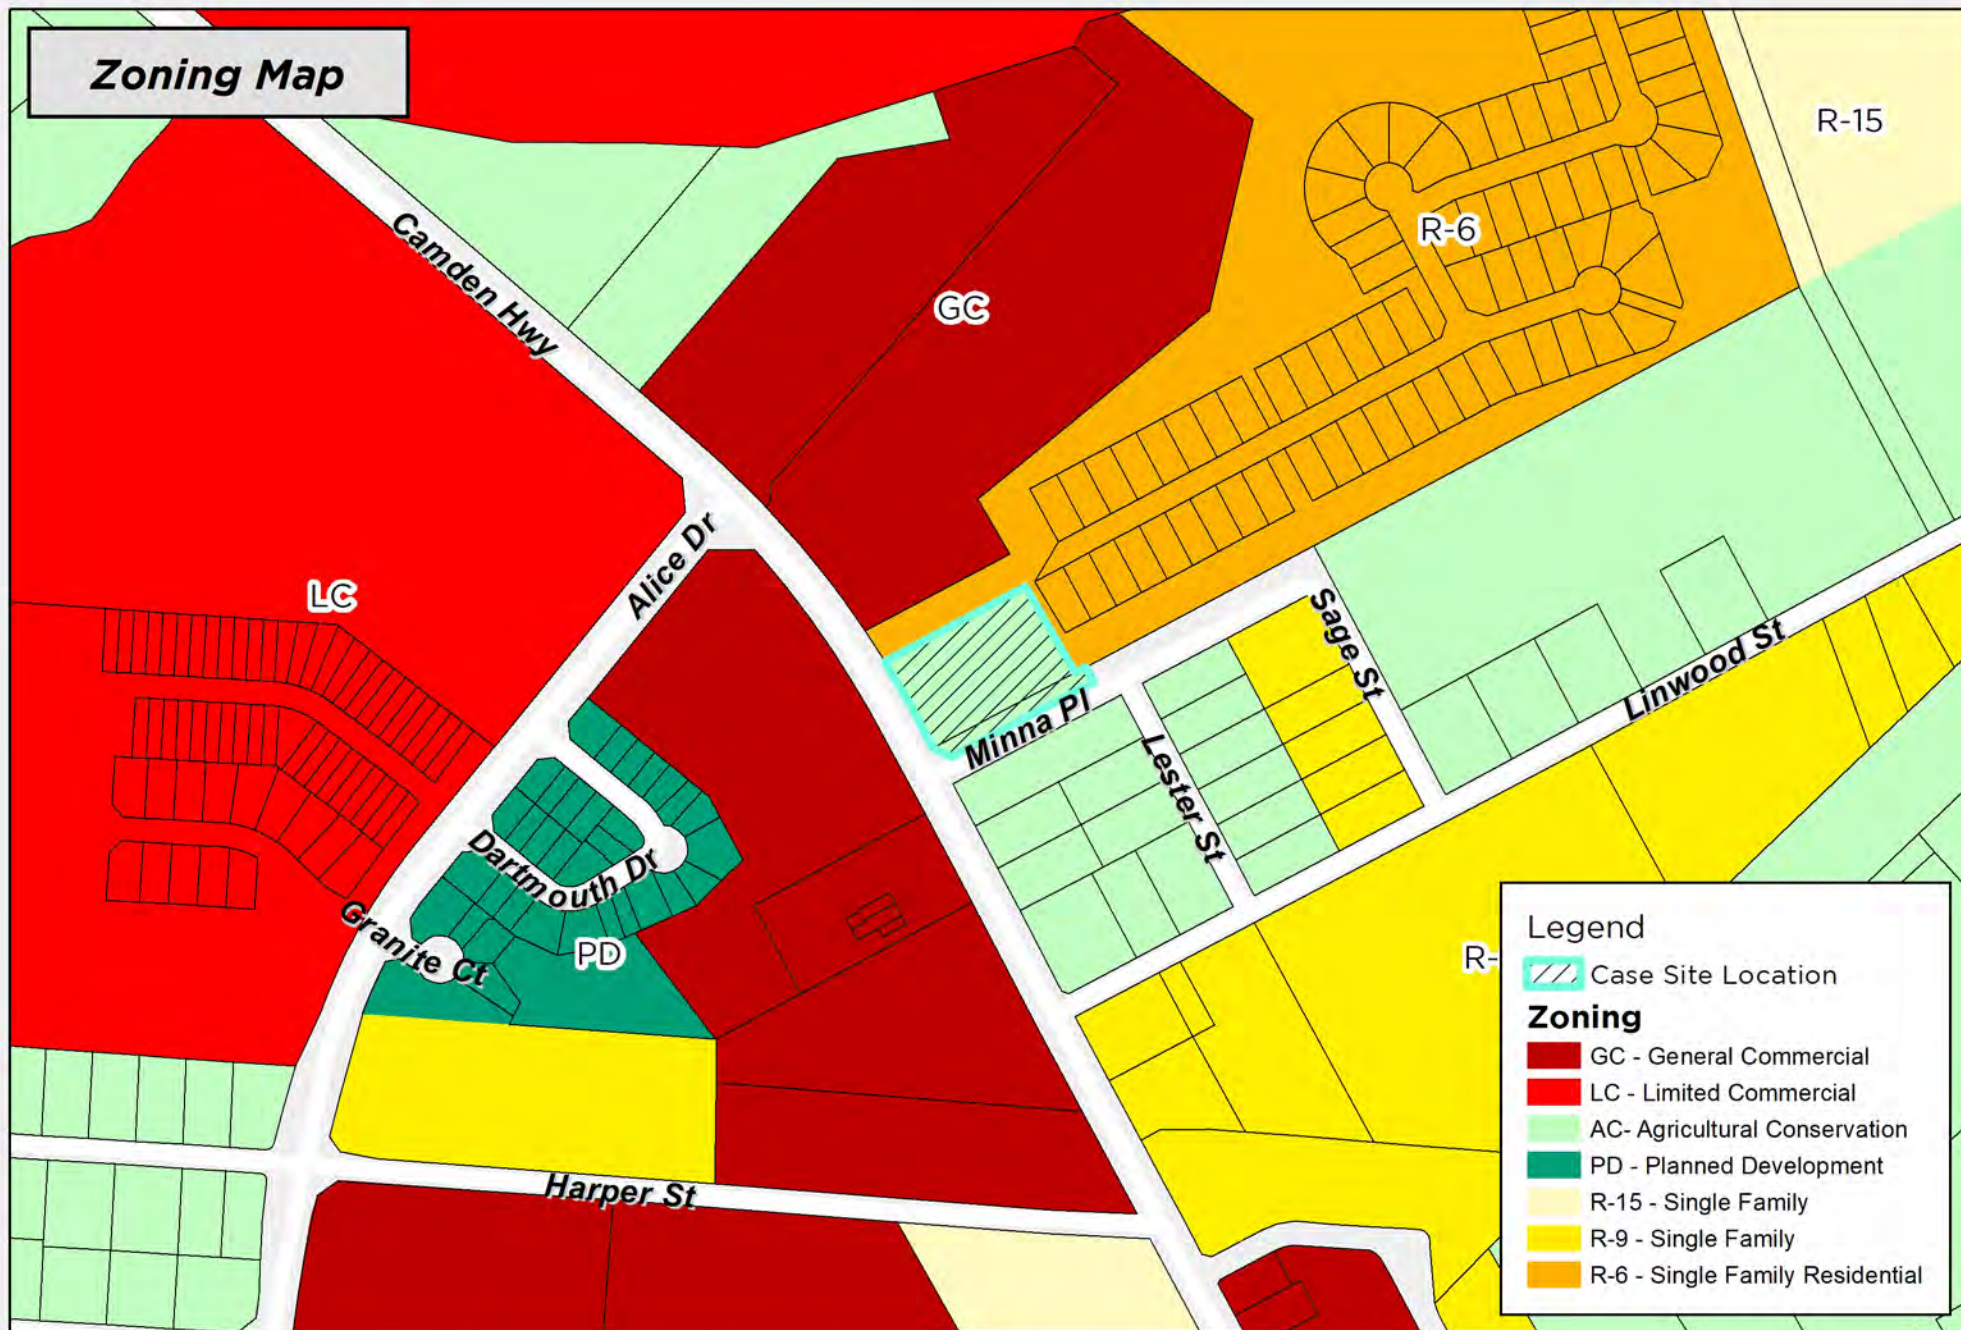 Zoning Map
R-15
Camden Hwy
R-6
GC
Alice Dr
LC
Sage St
Linwood St
Minna Pl
Lester St
Dartmouth Dr
Granite Ct
PD
R-
Harper St
Legend
Case Site Location
Zoning
GC - General Commercial
LC - Limited Commercial
AC- Agricultural Conservation
PD - Planned Development
R-15 - Single Family
R-9 - Single Family
R-6 - Single Family Residential